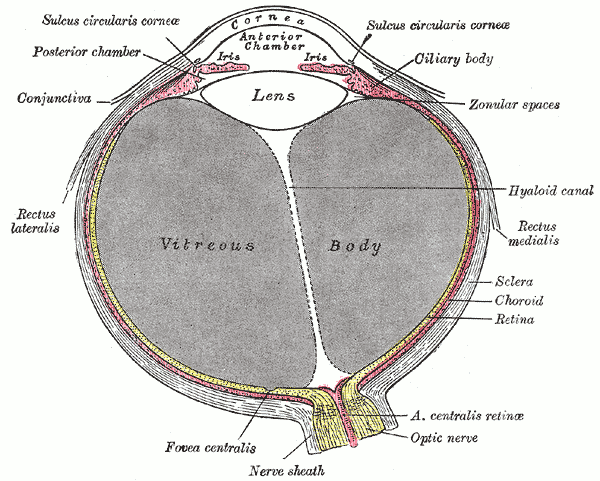 Sulcus circularis corneæ
Cornea
Sulcus circularis corneæ
Anterior
Chamber
Posterior chamber
Iris
Iris
Ciliary body
Conjunctiva
Lens
Zonular spaces
Hyaloid canal
Rectus
lateralis
Rectus
medialis
Vitreous
Body
Sclera
Choroid
Retina
A. centralis retinæ
Optic nerve
Fovea centralis
Nerve sheath